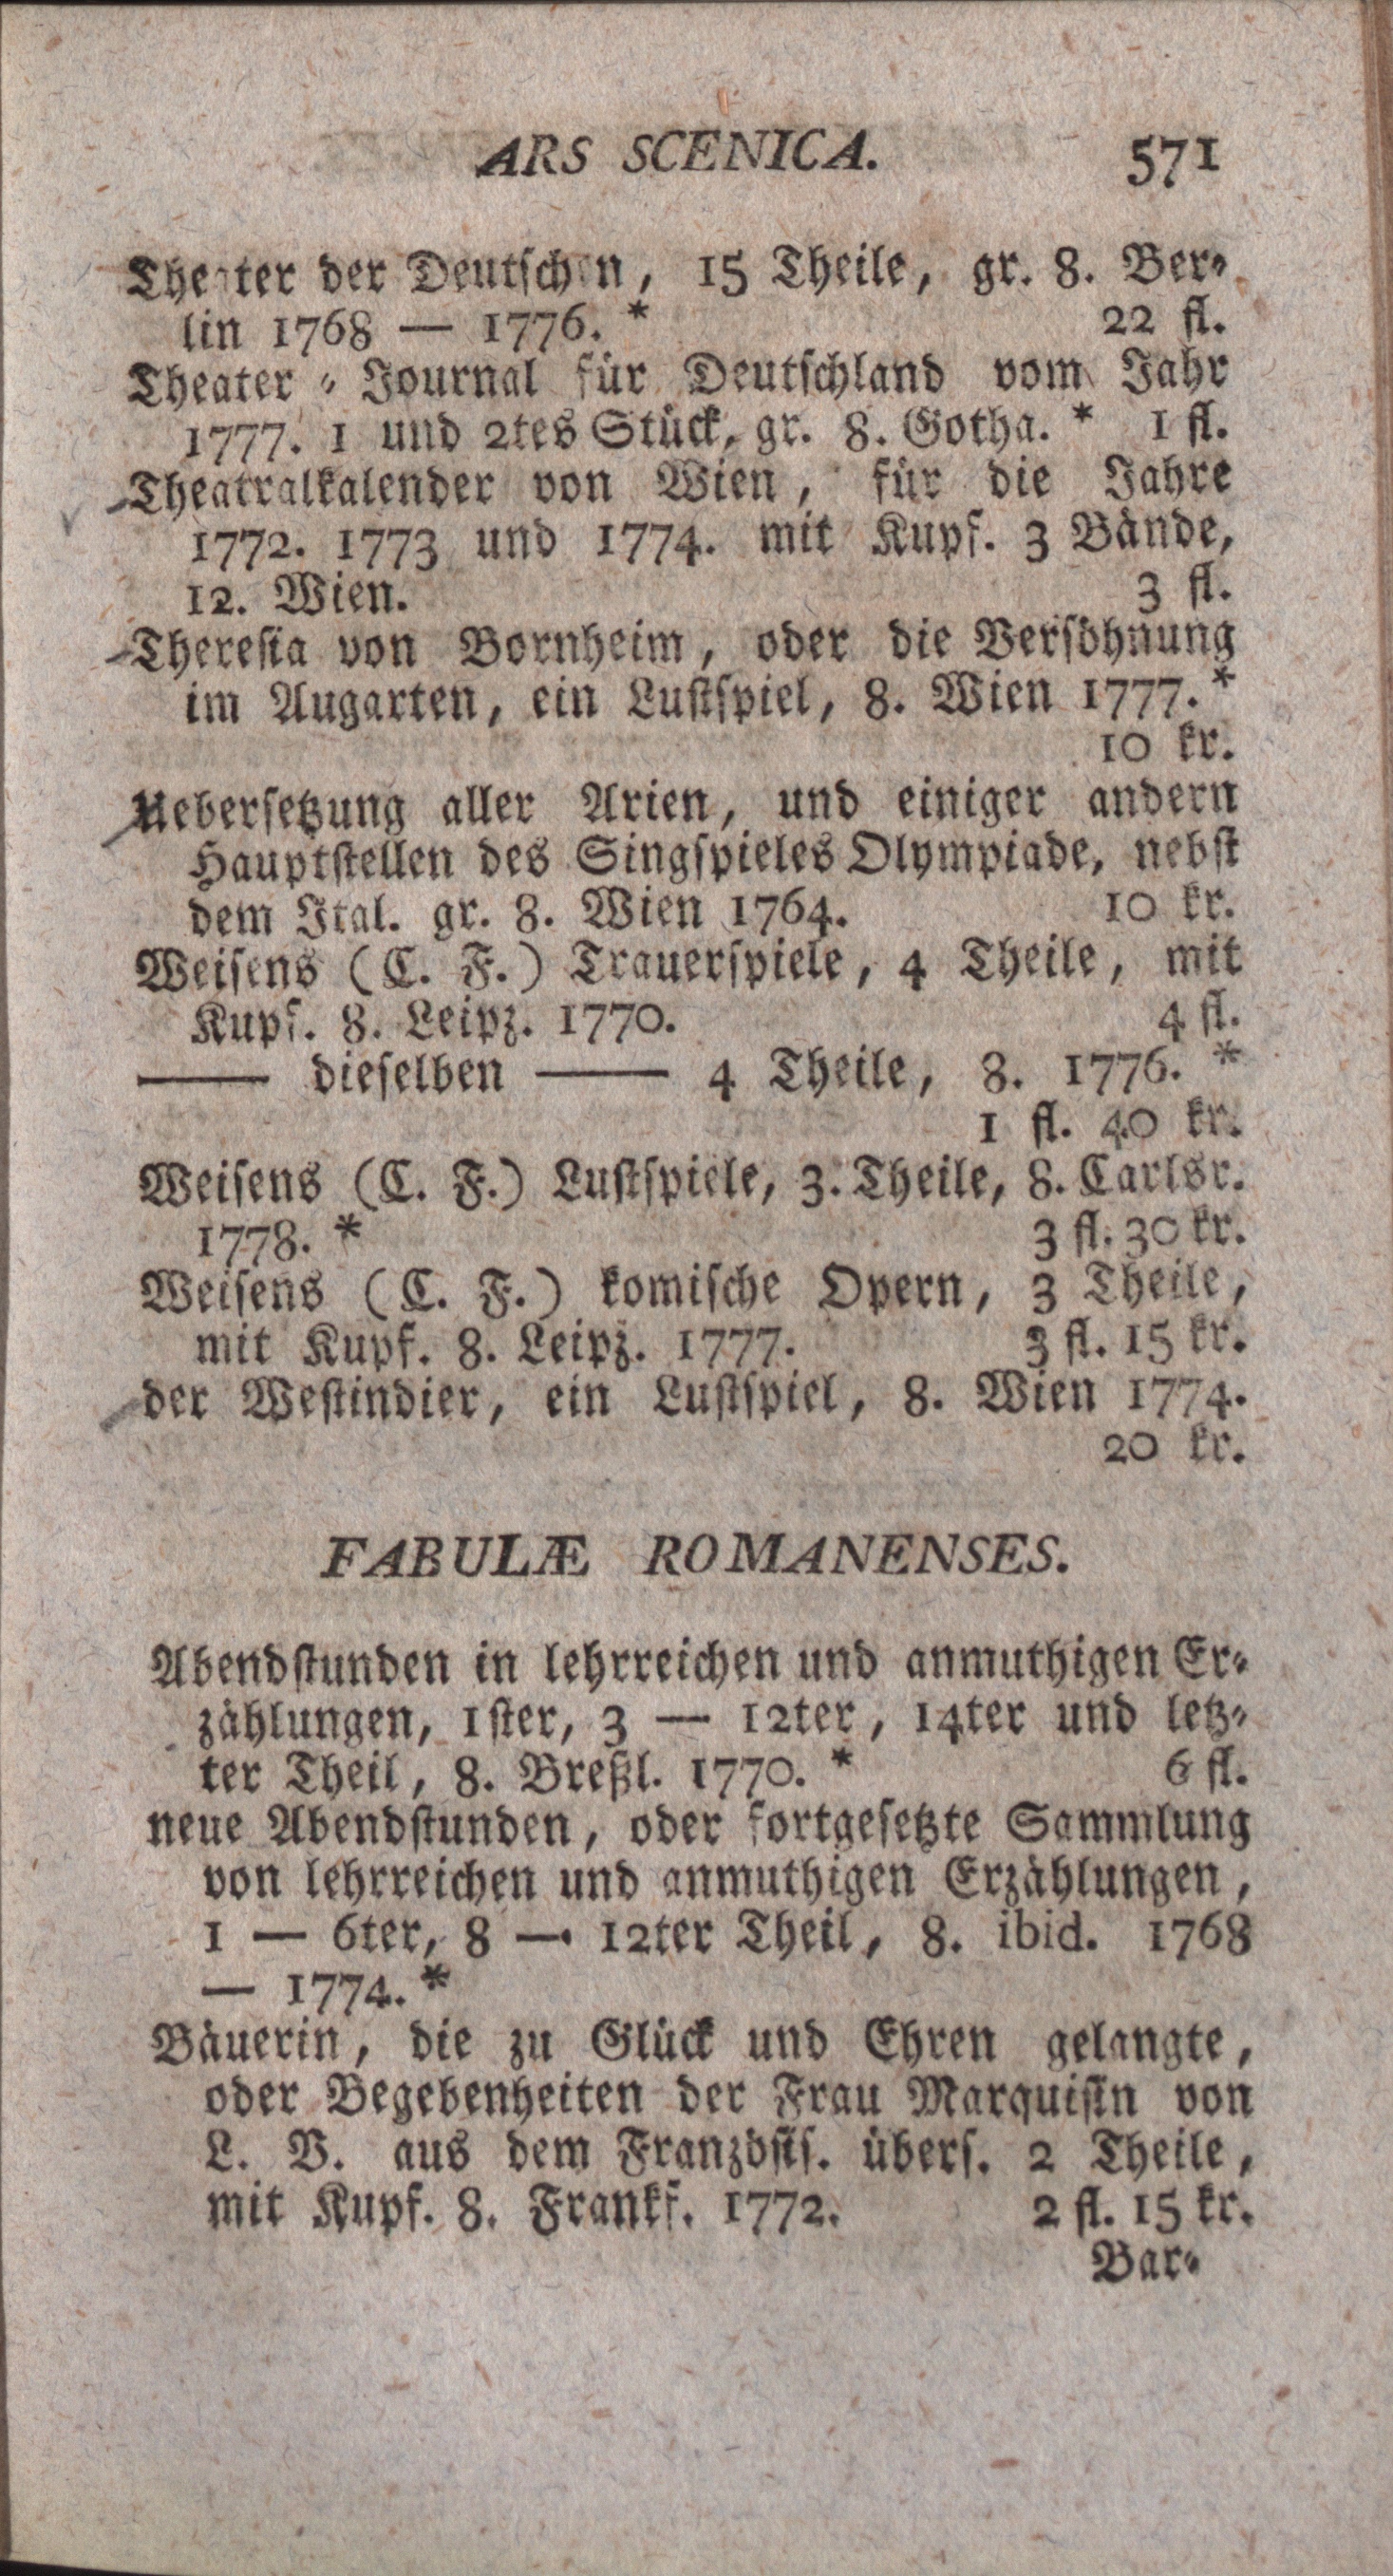 ARS SCENICA. 571
Theater der Deutschen, 15 Theile, gr. 8. Ber-
lin 1768 — 1776. * 22 fl.
Theater-Journal für Deutschland vom Jahr
1777. 1 und 2tes Stück, gr. 8. Gotha. * 1 fl.
Theatralkalender von Wien, für die Jahre
1772. 1773 und 1774. mit Kupf. 3 Bände,
12. Wien. 3 fl.
Theresia von Bornheim, oder die Versöhnung
im Augarten, ein Lustspiel, 8. Wien 1777. *
10 kr.
Uebersetzung aller Arien, und einiger andern
Hauptstellen des Singspieles Olympiade, nebst
dem Ital. gr. 8. Wien 1764. 10 kr.
Weisens (C. F.) Trauerspiele, 4 Theile, mit
Kupf. 8. Leipz. 1770. 4 fl.
—— dieselben —— 4 Theile, 8. 1776. *
1 fl. 40 kr.
Weisens (C. F.) Lustspiele, 3. Theile, 8. Carlsr.
1778. * 3 fl. 30 kr.
Weisens (C. F.) komische Opern, 3 Theile,
mit Kupf. 8. Leipz. 1777. 3 fl. 15 kr.
der Westindier, ein Lustspiel, 8. Wien 1774.
20 kr.
FABULÆ ROMANENSES.
Abendstunden in lehrreichen und anmuthigen Er-
zählungen, 1ster, 3 — 12ter, 14ter und letz-
ter Theil, 8. Breßl. 1770. * 6 fl.
neue Abendstunden, oder fortgesetzte Sammlung
von lehrreichen und anmuthigen Erzählungen,
1 — 6ter, 8 — 12ter Theil, 8. ibid. 1768
— 1774. *
Bäuerin, die zu Glück und Ehren gelangte,
oder Begebenheiten der Frau Marquisin von
L. V. aus dem Französis. übers. 2 Theile,
mit Kupf. 8. Frankf. 1772. 2 fl. 15 kr.
Bar-